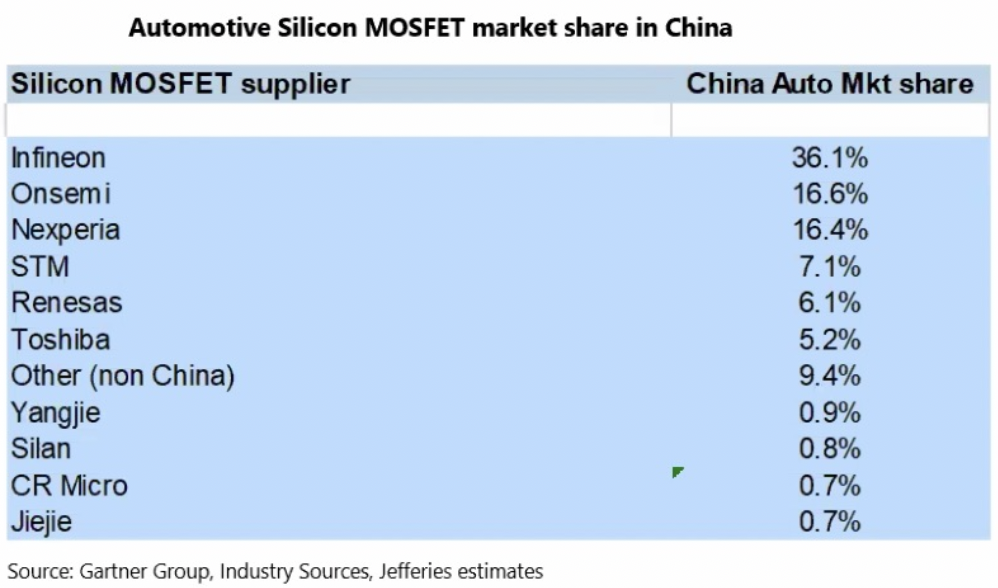 Automotive Silicon MOSFET market share in China
Silicon MOSFET supplier China Auto Mkt share
Infineon 36.1%
Onsemi 16.6%
Nexperia 16.4%
STM 7.1%
Renesas 6.1%
Toshiba 5.2%
Other (non China) 9.4%
Yangjie 0.9%
Silan 0.8%
CR Micro 0.7%
Jiejie 0.7%
Source: Gartner Group, Industry Sources, Jefferies estimates